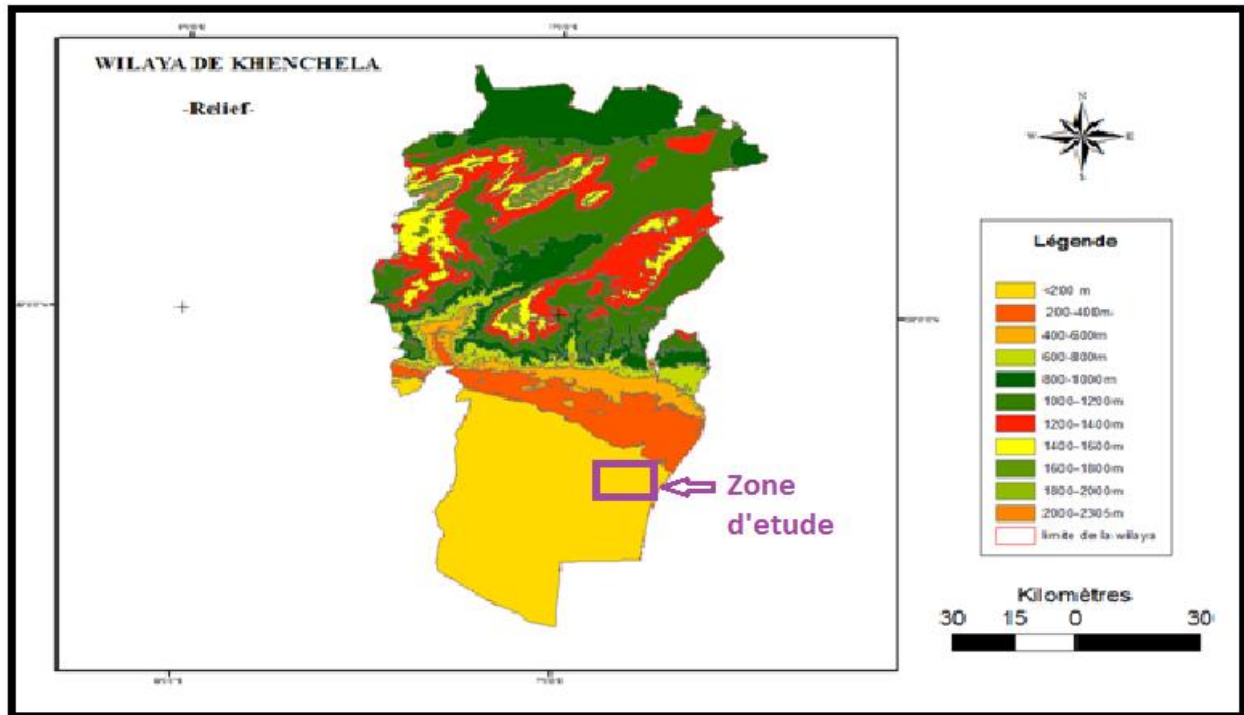 WILAYA DE KHENCHELA
-Relief-
N
W
E
S
Légende
<200 m
200-400m
400-600m
600-800m
800-1000m
1000-1200m
1200-1400m
1400-1600m
1600-1800m
1800-2000m
2000-2305m
limite de la wilaya
Zone
d'etude
Kilomètres
30 15 0 30